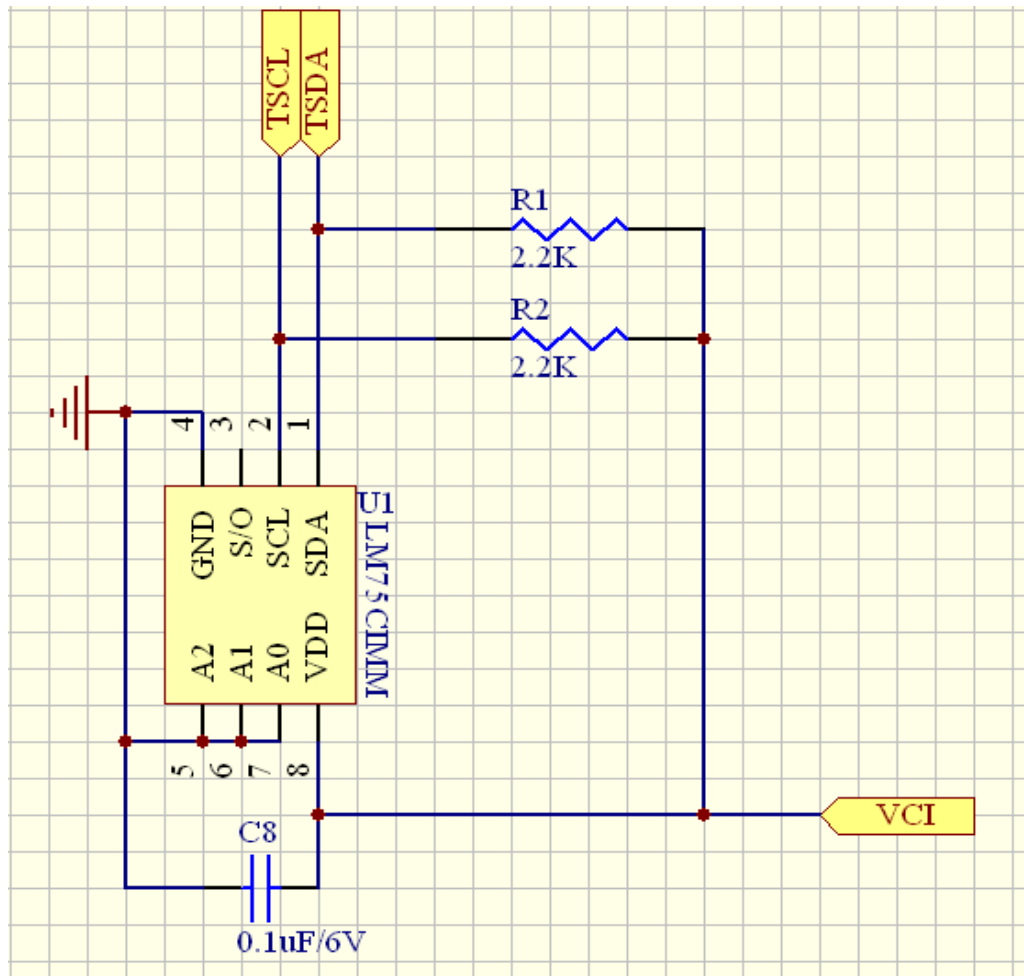 TSCL
TSDA
R1
2.2K
R2
2.2K
4
3
2
1
U1
LM75CIMM
GND
S/O
SCL
SDA
A2
A1
A0
VDD
5
6
7
8
VCI
C8
0.1uF/6V